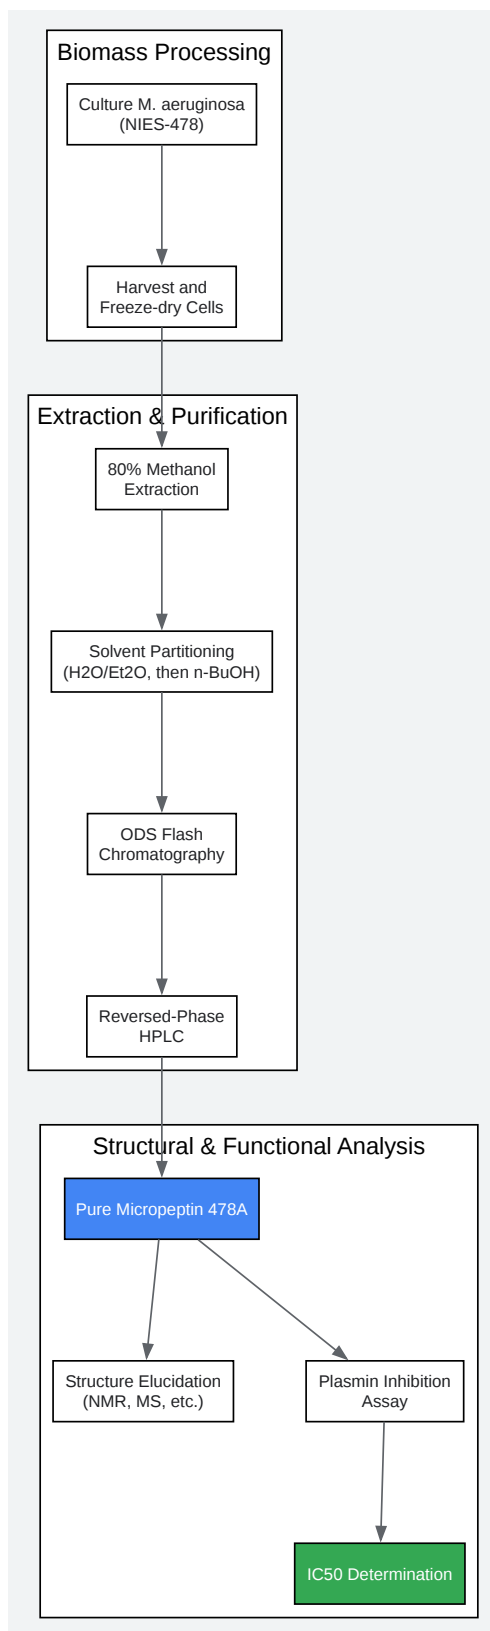 Biomass Processing
Culture M. aeruginosa
(NIES-478)
Harvest and
Freeze-dry Cells
Extraction & Purification
80% Methanol
Extraction
Solvent Partitioning
(H2O/Et2O, then n-BuOH)
ODS Flash
Chromatography
Reversed-Phase
HPLC
Structural & Functional Analysis
Pure Micropeptin 478A
Structure Elucidation
(NMR, MS, etc.)
Plasmin Inhibition
Assay
IC50 Determination